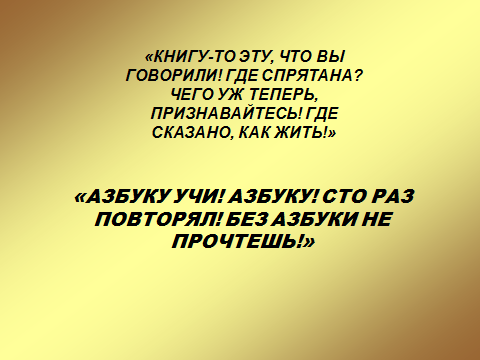 «КНИГУ-ТО ЭТУ, ЧТО ВЫ
ГОВОРИЛИ! ГДЕ СПРЯТАНА?
ЧЕГО УЖ ТЕПЕРЬ,
ПРИЗНАВАЙТЕСЬ! ГДЕ
СКАЗАНО, КАК ЖИТЬ!»
«АЗБУКУ УЧИ! АЗБУКУ! СТО РАЗ
ПОВТОРЯЛ! БЕЗ АЗБУКИ НЕ
ПРОЧТЕШЬ!»